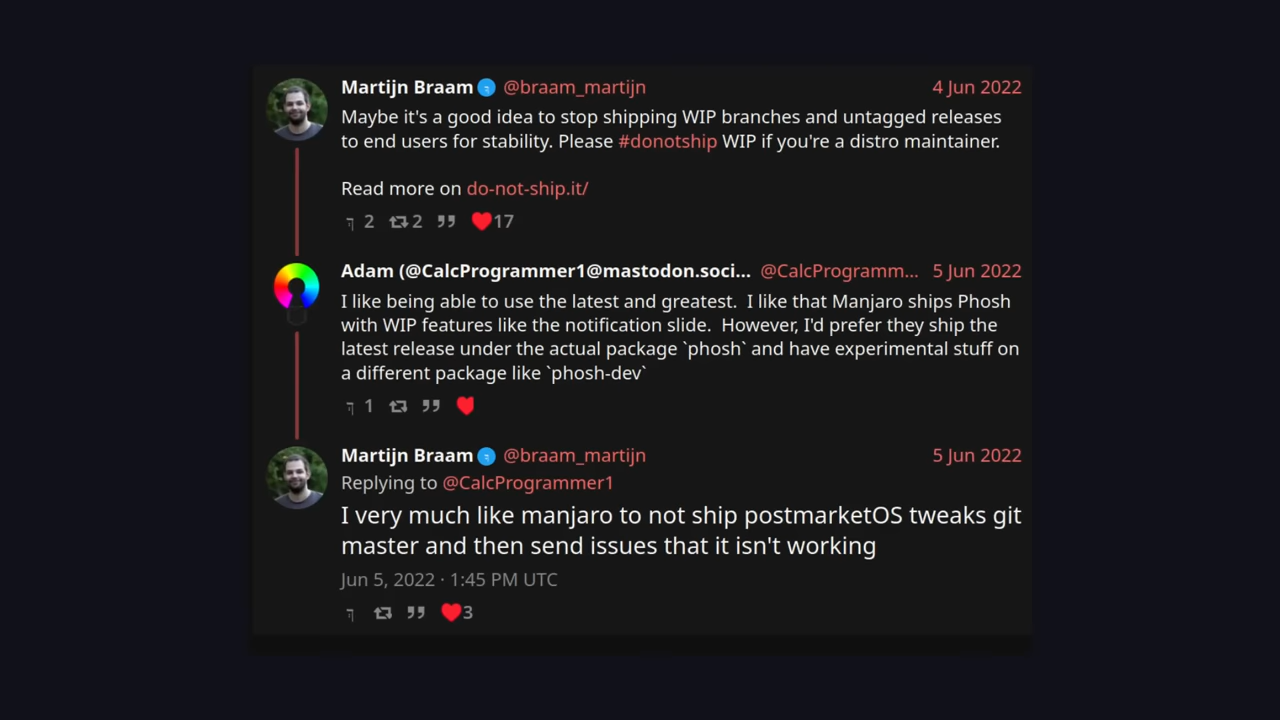 Martijn Braam @braam_martijn 4 Jun 2022
Maybe it's a good idea to stop shipping WIP branches and untagged releases
to end users for stability. Please #donotship WIP if you're a distro maintainer.
Read more on do-not-ship.it/
2 2 17
Adam (@CalcProgrammer1@mastodon.soci... @CalcProgramm... 5 Jun 2022
I like being able to use the latest and greatest.  I like that Manjaro ships Phosh
with WIP features like the notification slide.  However, I'd prefer they ship the
latest release under the actual package `phosh` and have experimental stuff on
a different package like `phosh-dev`
1
Martijn Braam @braam_martijn 5 Jun 2022
Replying to @CalcProgrammer1
I very much like manjaro to not ship postmarketOS tweaks git
master and then send issues that it isn't working
Jun 5, 2022 · 1:45 PM UTC
3